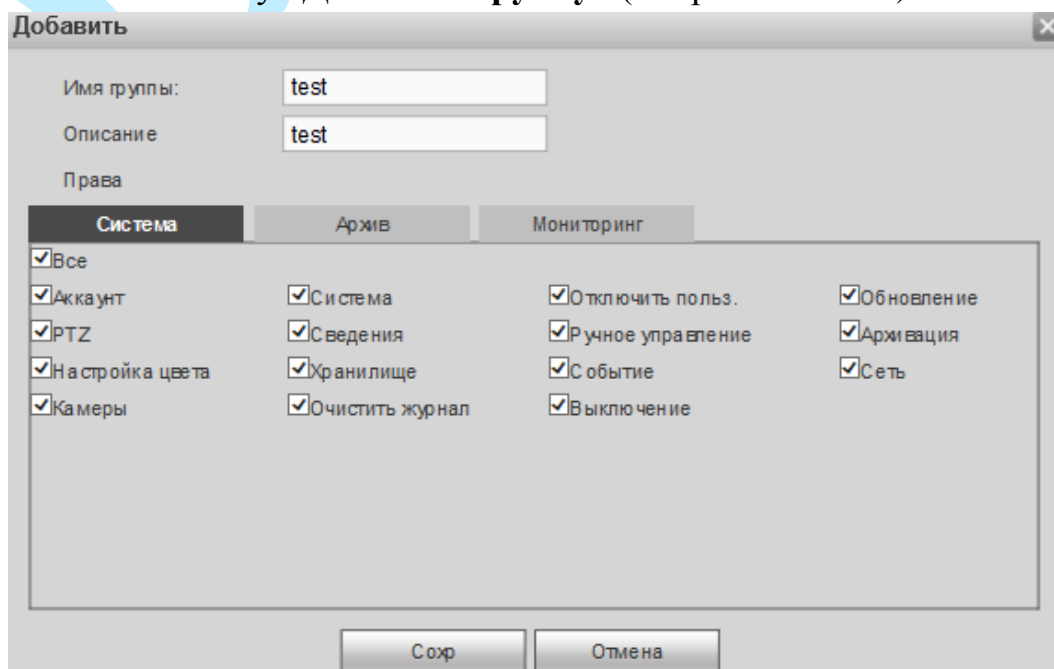 Добавить
Имя группы: test
Описание test
Права
Система Архив Мониторинг
Все
Аккаунт Система Отключить польз. Обновление
PTZ Сведения Ручное управление Архивация
Настройка цвета Хранилище Событие Сеть
Камеры Очистить журнал Выключение
Сохр Отмена